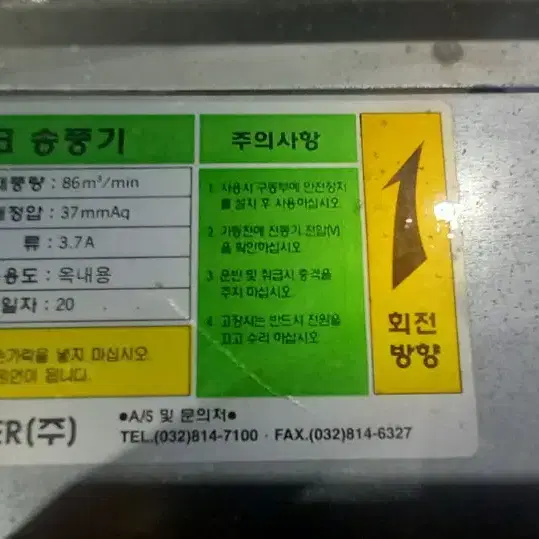 송풍기
풍량 : 86m³/min
정압 : 37mmAq
류 : 3.7A
용도 : 옥내용
일자 : 20
손가락을 넣지 마십시오.
원인이 됩니다.
ER(주)
주의사항
1. 사용시 구동부에 안전장치
를 설치 후 사용하십시오.
2. 가동전에 전동기 전압(V)
을 확인하십시오.
3. 운반 및 취급시 충격을
주지 마십시오.
4. 고장시는 반드시 전원을
끄고 수리 하십시오.
회전
방향
●A/S 및 문의처●
TEL.(032)814-7100 · FAX.(032)814-6327